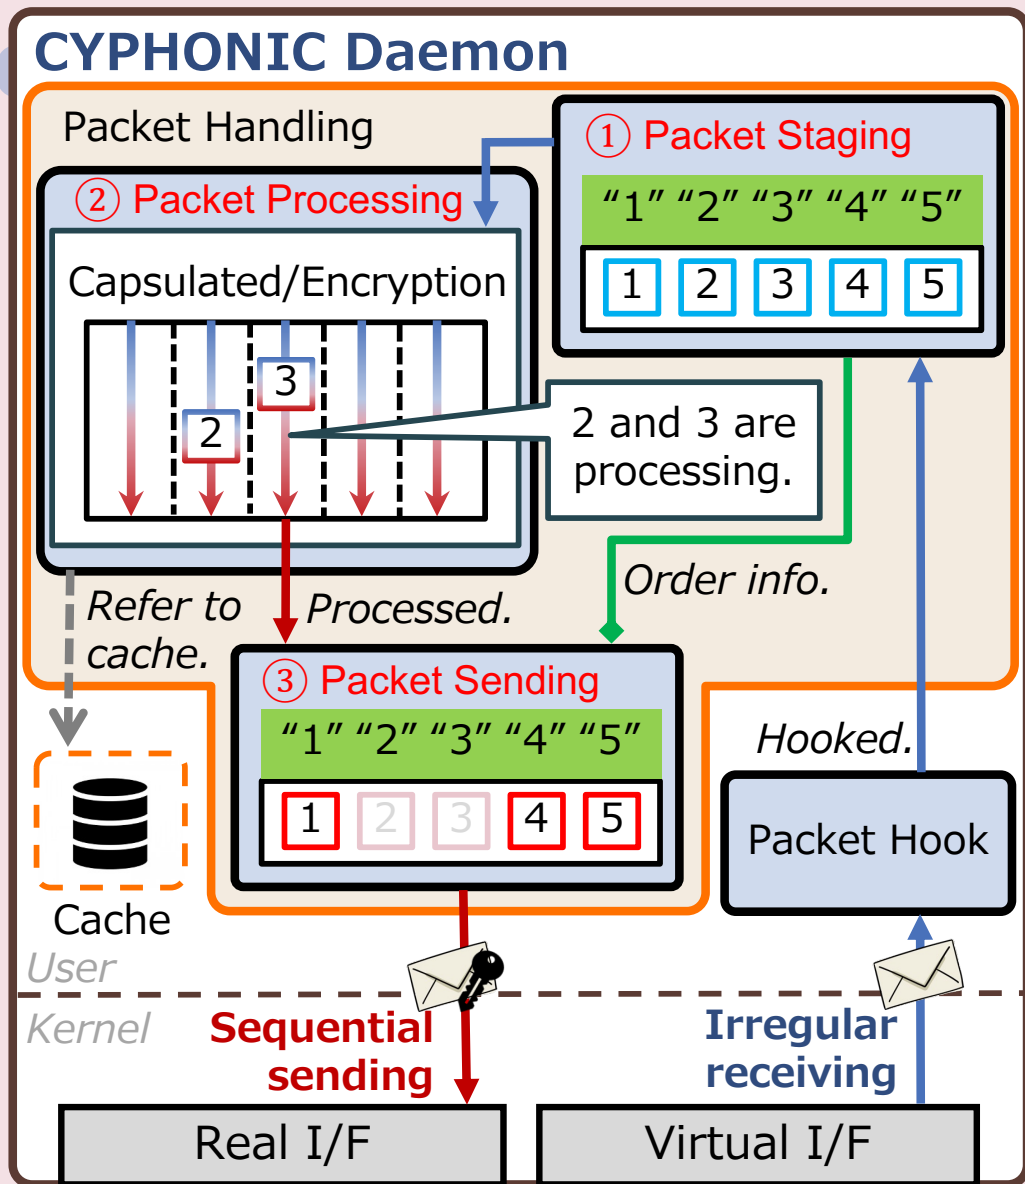 CYPHONIC Daemon
Packet Handling
① Packet Staging
“1” “2” “3” “4” “5”
1 2 3 4 5
② Packet Processing
Capsulated/Encryption
3
2
2 and 3 are
processing.
Refer to
cache.
Processed.
Order info.
③ Packet Sending
“1” “2” “3” “4” “5”
1 2 3 4 5
Hooked.
Packet Hook
Cache
User
Kernel
Sequential
sending
Irregular
receiving
Real I/F
Virtual I/F